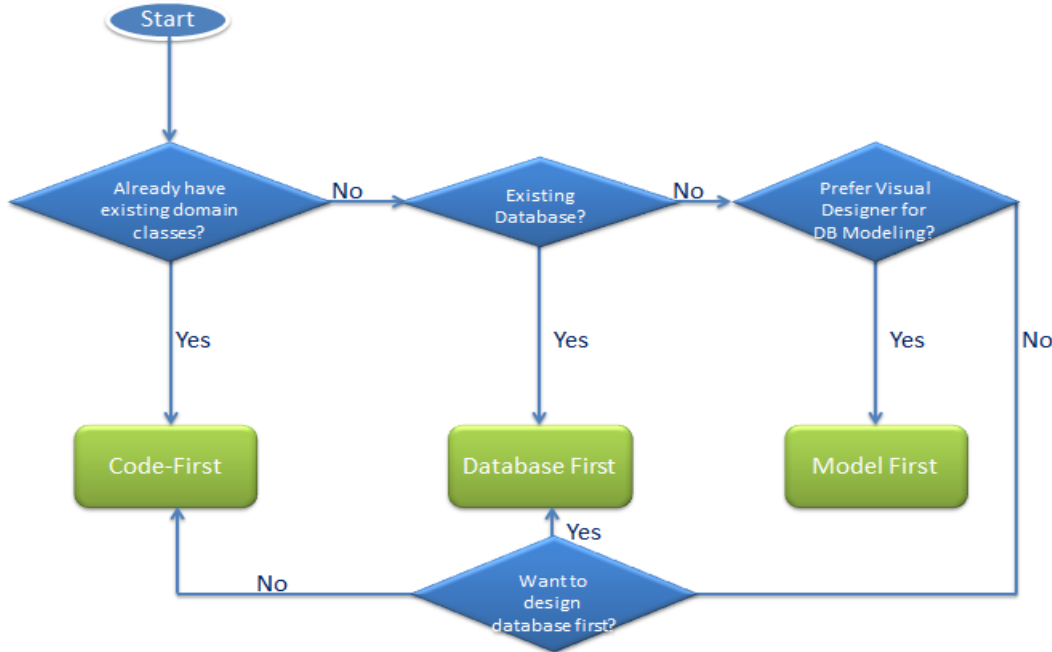 Start
Already have
existing domain
classes?
No
Existing
Database?
No
Prefer Visual
Designer for
DB Modeling?
Yes
Yes
Yes
No
Code-First
Database First
Model First
Yes
No
Want to
design
database first?